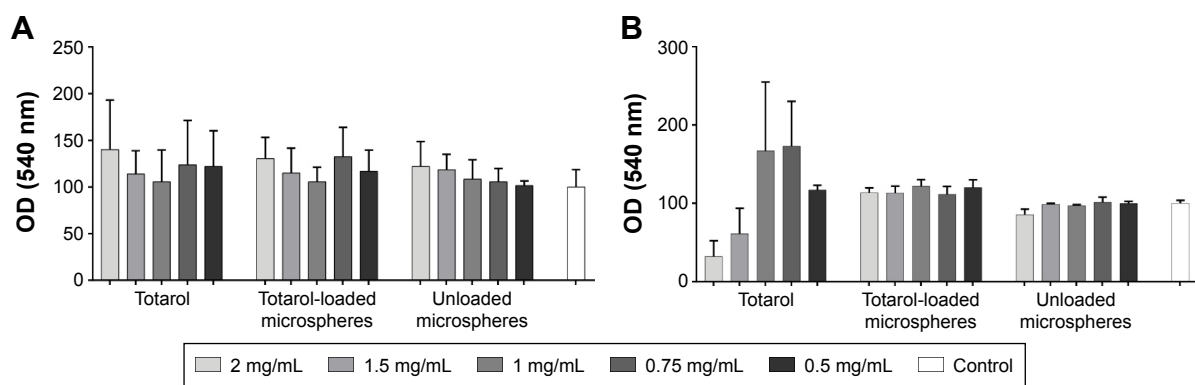 A
OD (540 nm)
250
200
150
100
50
0
Totarol
Totarol-loaded
microspheres
Unloaded
microspheres
B
OD (540 nm)
300
200
100
0
Totarol
Totarol-loaded
microspheres
Unloaded
microspheres
2 mg/mL 1.5 mg/mL 1 mg/mL 0.75 mg/mL 0.5 mg/mL Control